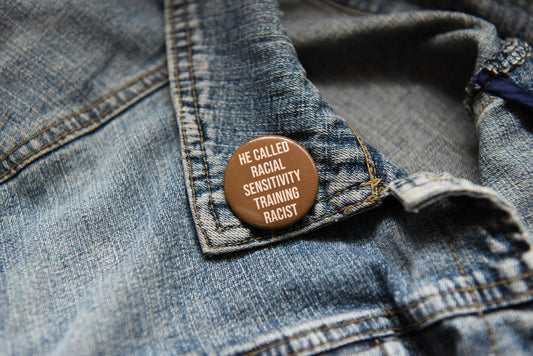 HE CALLED
RACIAL
SENSITIVITY
TRAINING
RACIST